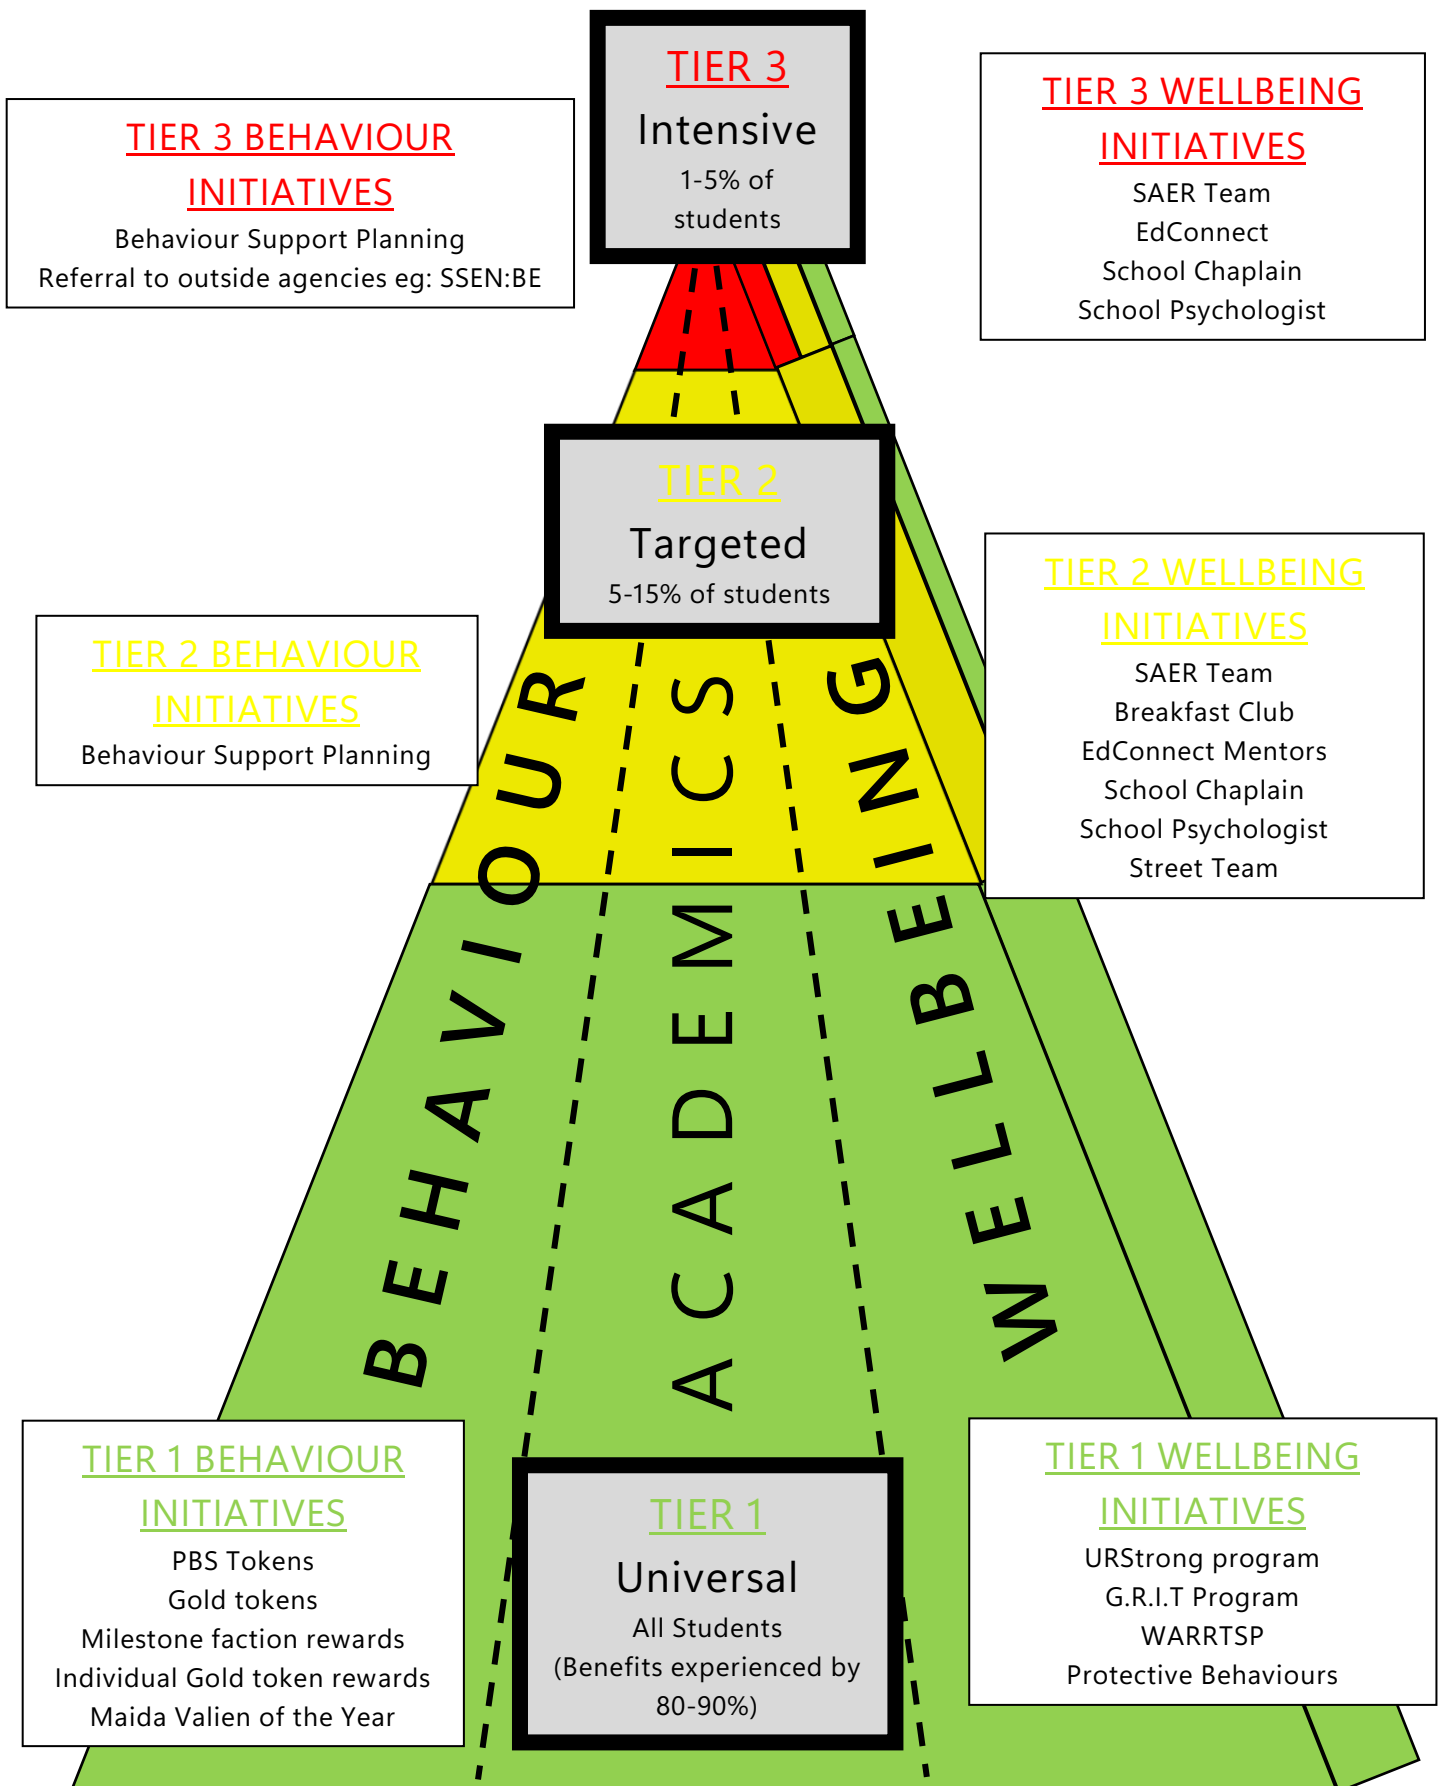 TIER 3
Intensive
1-5% of
students
TIER 3 BEHAVIOUR
INITIATIVES
Behaviour Support Planning
Referral to outside agencies eg: SSEN:BE
TIER 3 WELLBEING
INITIATIVES
SAER Team
EdConnect
School Chaplain
School Psychologist
TIER 2
Targeted
5-15% of students
TIER 2 BEHAVIOUR
INITIATIVES
Behaviour Support Planning
TIER 2 WELLBEING
INITIATIVES
SAER Team
Breakfast Club
EdConnect Mentors
School Chaplain
School Psychologist
Street Team
BEHAVIOUR
ACADEMICS
WELLBEING
TIER 1 BEHAVIOUR
INITIATIVES
PBS Tokens
Gold tokens
Milestone faction rewards
Individual Gold token rewards
Maida Valien of the Year
TIER 1
Universal
All Students
(Benefits experienced by
80-90%)
TIER 1 WELLBEING
INITIATIVES
URStrong program
G.R.I.T Program
WARRTSP
Protective Behaviours